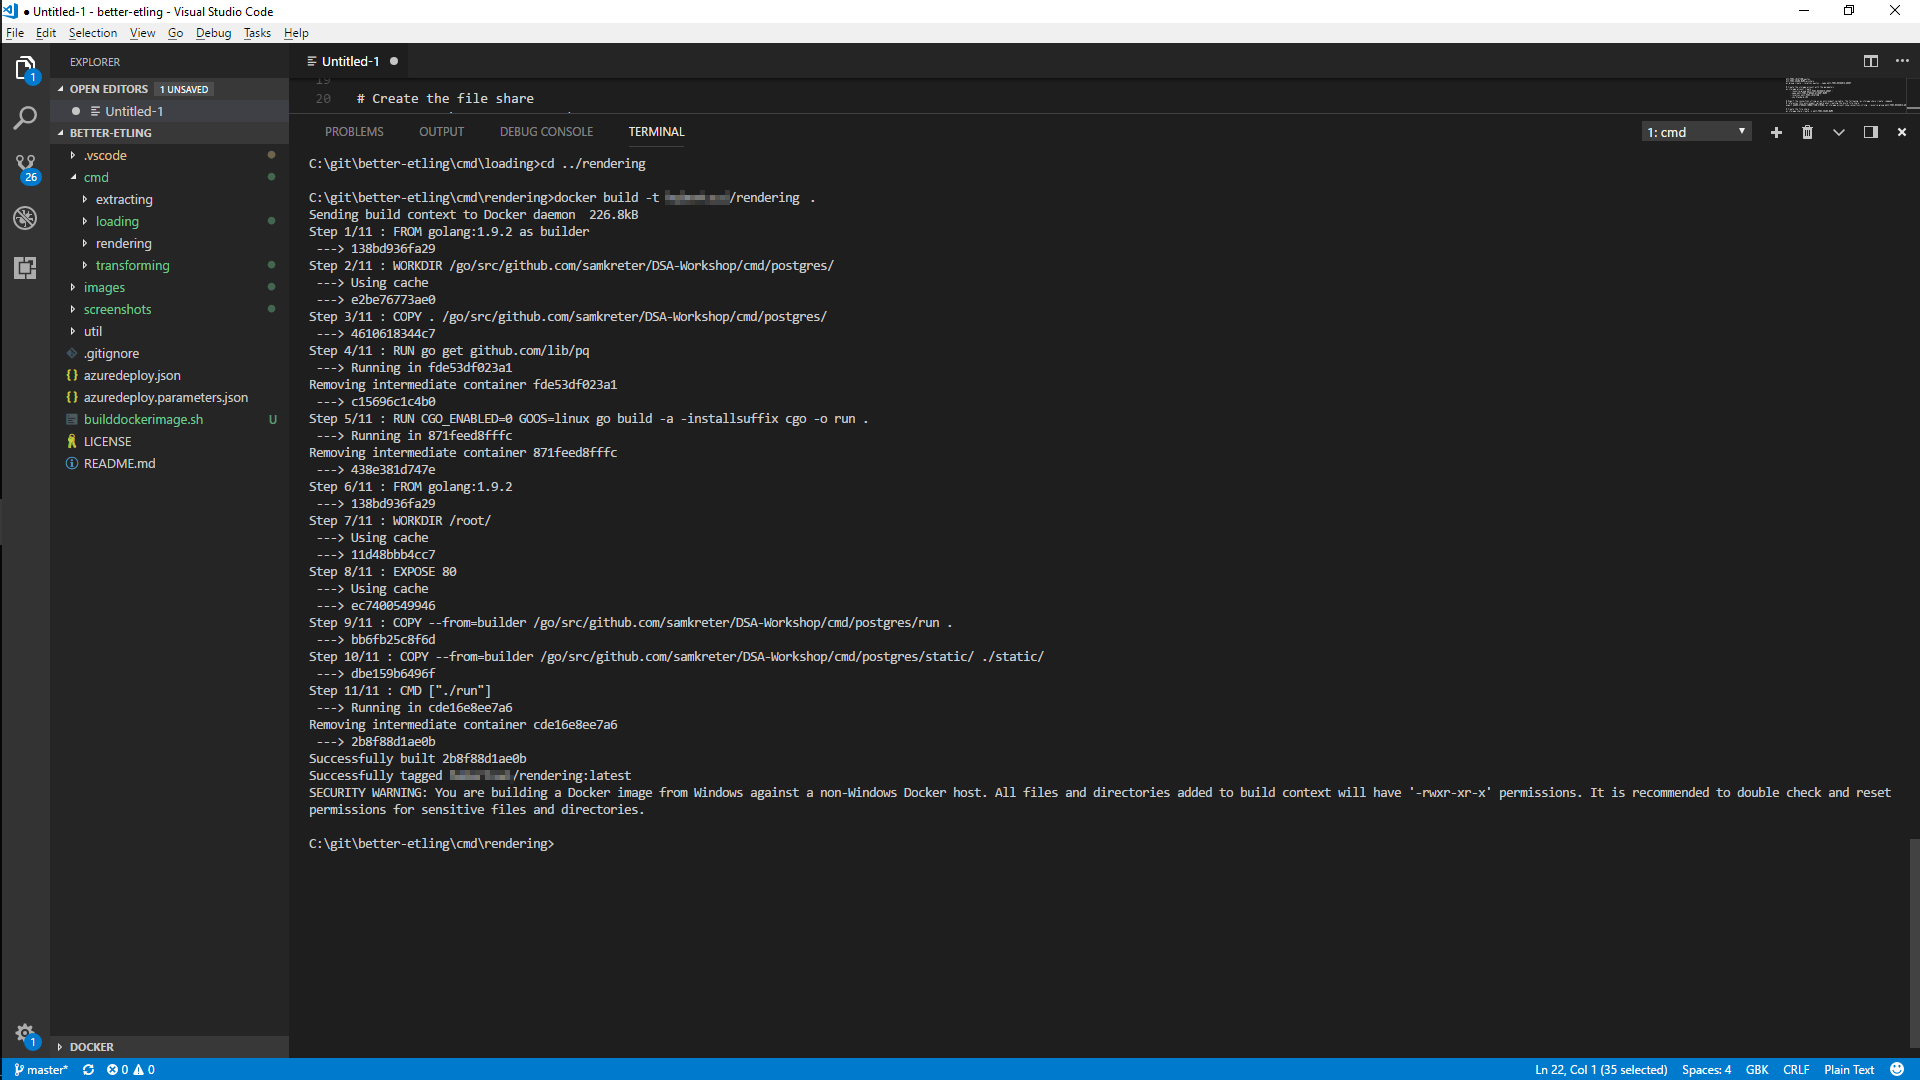 ● Untitled-1 - better-etling - Visual Studio Code
File Edit Selection View Go Debug Tasks Help
EXPLORER
OPEN EDITORS 1 UNSAVED
Untitled-1
BETTER-ETLING
.vscode
cmd
extracting
loading
rendering
transforming
images
screenshots
util
.gitignore
azuredeploy.json
azuredeploy.parameters.json
builddockerimage.sh U
LICENSE
README.md
DOCKER
1
26
1
Untitled-1
19
20 # Create the file share
PROBLEMS OUTPUT DEBUG CONSOLE TERMINAL
1: cmd
C:\git\better-etling\cmd\loading>cd ../rendering
C:\git\better-etling\cmd\rendering>docker build -t /rendering .
Sending build context to Docker daemon  226.8kB
Step 1/11 : FROM golang:1.9.2 as builder
 ---> 138bd936fa29
Step 2/11 : WORKDIR /go/src/github.com/samkreter/DSA-Workshop/cmd/postgres/
 ---> Using cache
 ---> e2be76773ae0
Step 3/11 : COPY . /go/src/github.com/samkreter/DSA-Workshop/cmd/postgres/
 ---> 4610618344c7
Step 4/11 : RUN go get github.com/lib/pq
 ---> Running in fde53df023a1
Removing intermediate container fde53df023a1
 ---> c15696c1c4b0
Step 5/11 : RUN CGO_ENABLED=0 GOOS=linux go build -a -installsuffix cgo -o run .
 ---> Running in 871feed8fffc
Removing intermediate container 871feed8fffc
 ---> 438e381d747e
Step 6/11 : FROM golang:1.9.2
 ---> 138bd936fa29
Step 7/11 : WORKDIR /root/
 ---> Using cache
 ---> 11d48bbb4cc7
Step 8/11 : EXPOSE 80
 ---> Using cache
 ---> ec7400549946
Step 9/11 : COPY --from=builder /go/src/github.com/samkreter/DSA-Workshop/cmd/postgres/run .
 ---> bb6fb25c8f6d
Step 10/11 : COPY --from=builder /go/src/github.com/samkreter/DSA-Workshop/cmd/postgres/static/ ./static/
 ---> dbe159b6496f
Step 11/11 : CMD ["./run"]
 ---> Running in cde16e8ee7a6
Removing intermediate container cde16e8ee7a6
 ---> 2b8f88d1ae0b
Successfully built 2b8f88d1ae0b
Successfully tagged /rendering:latest
SECURITY WARNING: You are building a Docker image from Windows against a non-Windows Docker host. All files and directories added to build context will have '-rwxr-xr-x' permissions. It is recommended to double check and reset
permissions for sensitive files and directories.
C:\git\better-etling\cmd\rendering>
master* 0 0 Ln 22, Col 1 (35 selected) Spaces: 4 GBK CRLF Plain Text